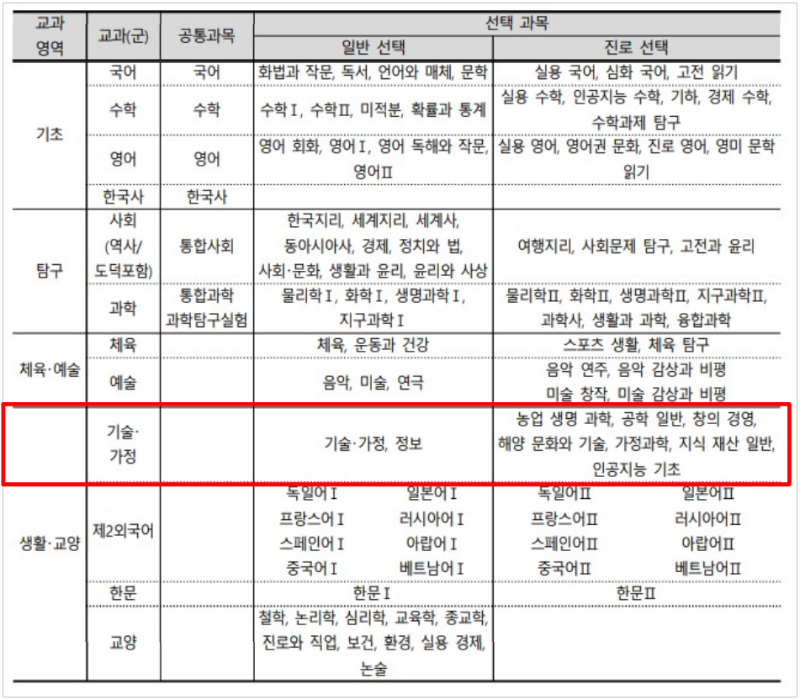 교과 영역 교과(군) 공통과목 선택 과목
일반 선택 진로 선택
기초
국어 국어 화법과 작문, 독서, 언어와 매체, 문학 실용 국어, 심화 국어, 고전 읽기
수학 수학 수학Ⅰ, 수학Ⅱ, 미적분, 확률과 통계 실용 수학, 인공지능 수학, 기하, 경제 수학,
수학과제 탐구
영어 영어 영어 회화, 영어Ⅰ, 영어 독해와 작문,
영어Ⅱ
실용 영어, 영어권 문화, 진로 영어, 영미 문학
읽기
한국사 한국사
탐구
사회
(역사/
도덕포함)
통합사회
한국지리, 세계지리, 세계사,
동아시아사, 경제, 정치와 법,
사회·문화, 생활과 윤리, 윤리와 사상
여행지리, 사회문제 탐구, 고전과 윤리
과학
통합과학
과학탐구실험
물리학Ⅰ, 화학Ⅰ, 생명과학Ⅰ,
지구과학Ⅰ
물리학Ⅱ, 화학Ⅱ, 생명과학Ⅱ, 지구과학Ⅱ,
과학사, 생활과 과학, 융합과학
체육·예술
체육 체육, 운동과 건강 스포츠 생활, 체육 탐구
예술 음악, 미술, 연극
음악 연주, 음악 감상과 비평
미술 창작, 미술 감상과 비평
생활·교양
기술·
가정
기술·가정, 정보
농업 생명 과학, 공학 일반, 창의 경영,
해양 문화와 기술, 가정과학, 지식 재산 일반,
인공지능 기초
제2외국어
독일어Ⅰ 일본어Ⅰ 독일어Ⅱ 일본어Ⅱ
프랑스어Ⅰ 러시아어Ⅰ 프랑스어Ⅱ 러시아어Ⅱ
스페인어Ⅰ 아랍어Ⅰ 스페인어Ⅱ 아랍어Ⅱ
중국어Ⅰ 베트남어Ⅰ 중국어Ⅱ 베트남어Ⅱ
한문 한문Ⅰ 한문Ⅱ
교양
철학, 논리학, 심리학, 교육학, 종교학,
진로와 직업, 보건, 환경, 실용 경제,
논술